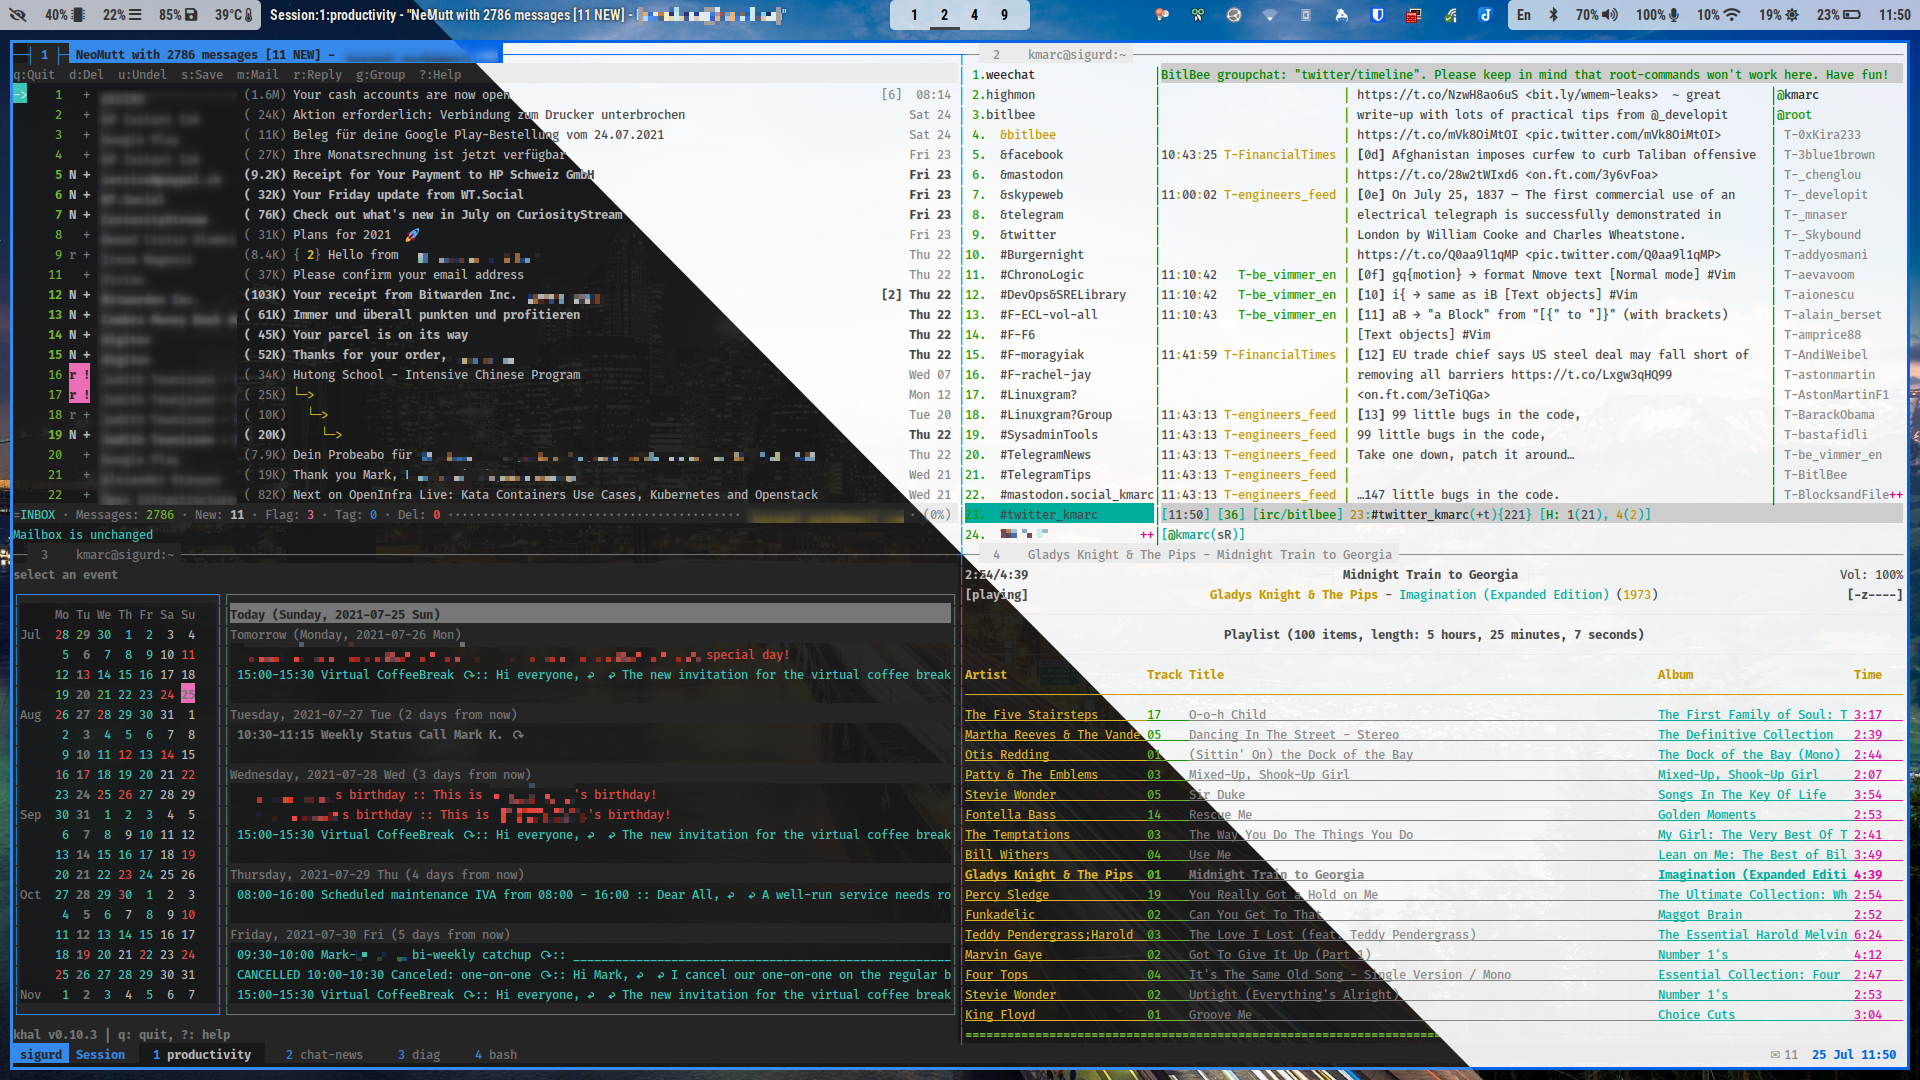 40% 22% 85% 39°C Session:1:productivity - "NeMutt with 2786 messages [11 NEW] - " 1 2 4 9 En 70% 100% 10% 19% 23% 11:50
1 NeoMutt with 2786 messages [11 NEW] -
q:Quit d:Del u:Undel s:Save m:Mail r:Reply g:Group ?:Help
-> 1 + (1.6M) Your cash accounts are now open [6] 08:14
2 + ( 24K) Aktion erforderlich: Verbindung zum Drucker unterbrochen Sat 24
3 + ( 11K) Beleg für deine Google Play-Bestellung vom 24.07.2021 Sat 24
4 + ( 27K) Ihre Monatsrechnung ist jetzt verfügbar Fri 23
5 N + (9.2K) Receipt for Your Payment to HP Schweiz GmbH Fri 23
6 N + ( 32K) Your Friday update from WT.Social Fri 23
7 N + ( 76K) Check out what's new in July on CuriosityStream Fri 23
8 + ( 31K) Plans for 2021 🚀 Fri 23
9 r + (8.4K) { 2} Hello from Thu 22
11 + ( 37K) Please confirm your email address Thu 22
12 N + (103K) Your receipt from Bitwarden Inc. [2] Thu 22
13 N + ( 61K) Immer und überall punkten und profitieren Thu 22
14 N + ( 45K) Your parcel is on its way Thu 22
15 N + ( 52K) Thanks for your order, Thu 22
16 r ! ( 34K) Hutong School - Intensive Chinese Program Wed 07
17 r ! ( 25K) └─> Mon 12
18 r + ( 10K) └─> Tue 20
19 N + ( 20K) └─> Thu 22
20 + (7.9K) Dein Probeabo für Thu 22
21 + ( 19K) Thank you Mark, Wed 21
22 + ( 82K) Next on OpenInfra Live: Kata Containers Use Cases, Kubernetes and Openstack Wed 21
=INBOX · Messages: 2786 · New: 11 · Flag: 3 · Tag: 0 · Del: 0 (0%)
Mailbox is unchanged
2 kmarc@sigurd:~
BitlBee groupchat: "twitter/timeline". Please keep in mind that root-commands won't work here. Have fun!
1.weechat
2.highmon
3.bitlbee
4. &bitlbee
5. &facebook
6. &mastodon
7. &skypeweb
8. &telegram
9. &twitter
10. #Burgernight
11. #ChronoLogic
12. #DevOps&SRELibrary
13. #F-ECL-vol-all
14. #F-F6
15. #F-moragyiak
16. #F-rachel-jay
17. #Linuxgram?
18. #Linuxgram?Group
19. #SysadminTools
20. #TelegramNews
21. #TelegramTips
22. #mastodon.social_kmarc
23. #twitter_kmarc
24. ++
https://t.co/NzwH8ao6uS <bit.ly/wmem-leaks> ~ great
write-up with lots of practical tips from @_developit
https://t.co/mVk8OiMtOI <pic.twitter.com/mVk8OiMtOI>
10:43:25 T-FinancialTimes | [0d] Afghanistan imposes curfew to curb Taliban offensive
https://t.co/28w2tWIxd6 <on.ft.com/3y6vFoa>
11:00:02 T-engineers_feed | [0e] On July 25, 1837 – The first commercial use of an
electrical telegraph is successfully demonstrated in
London by William Cooke and Charles Wheatstone.
https://t.co/Q0aa9l1qMP <pic.twitter.com/Q0aa9l1qMP>
11:10:42 T-be_vimmer_en | [0f] gq{motion} → format Nmove text [Normal mode] #Vim
11:10:42 T-be_vimmer_en | [10] i{ → same as iB [Text objects] #Vim
11:10:43 T-be_vimmer_en | [11] aB → "a Block" from "[{" to "]}" (with brackets)
[Text objects] #Vim
11:41:59 T-FinancialTimes | [12] EU trade chief says US steel deal may fall short of
removing all barriers https://t.co/Lxgw3qHQ99
<on.ft.com/3eTiQGa>
11:43:13 T-engineers_feed | [13] 99 little bugs in the code,
11:43:13 T-engineers_feed | 99 little bugs in the code,
11:43:13 T-engineers_feed | Take one down, patch it around…
11:43:13 T-engineers_feed |
11:43:13 T-engineers_feed | …147 little bugs in the code.
[11:50] [36] [irc/bitlbee] 23:#twitter_kmarc(+t){221} [H: 1(21), 4(2)]
[@kmarc(sR)]
@kmarc
@root
T-0xKira233
T-3blue1brown
T-_chenglou
T-_developit
T-_mnaser
T-_Skybound
T-addyosmani
T-aevavoom
T-aionescu
T-alain_berset
T-amprice88
T-AndiWeibel
T-astonmartin
T-AstonMartinF1
T-BarackObama
T-bastafidli
T-be_vimmer_en
T-BitlBee
T-BlocksandFile++
3 kmarc@sigurd:~
select an event
Mo Tu We Th Fr Sa Su
Jul 28 29 30 1 2 3 4
5 6 7 8 9 10 11
12 13 14 15 16 17 18
19 20 21 22 23 24 25
Aug 26 27 28 29 30 31 1
2 3 4 5 6 7 8
9 10 11 12 13 14 15
16 17 18 19 20 21 22
23 24 25 26 27 28 29
Sep 30 31 1 2 3 4 5
6 7 8 9 10 11 12
13 14 15 16 17 18 19
20 21 22 23 24 25 26
Oct 27 28 29 30 1 2 3
4 5 6 7 8 9 10
11 12 13 14 15 16 17
18 19 20 21 22 23 24
25 26 27 28 29 30 31
Nov 1 2 3 4 5 6 7
Today (Sunday, 2021-07-25 Sun)
Tomorrow (Monday, 2021-07-26 Mon)
special day!
15:00-15:30 Virtual CoffeeBreak ⟳:: Hi everyone, ⤶ ⤶ The new invitation for the virtual coffee break
Tuesday, 2021-07-27 Tue (2 days from now)
10:30-11:15 Weekly Status Call Mark K. ⟳
Wednesday, 2021-07-28 Wed (3 days from now)
s birthday :: This is 's birthday!
s birthday :: This is 's birthday!
15:00-15:30 Virtual CoffeeBreak ⟳:: Hi everyone, ⤶ ⤶ The new invitation for the virtual coffee break
Thursday, 2021-07-29 Thu (4 days from now)
08:00-16:00 Scheduled maintenance IVA from 08:00 - 16:00 :: Dear All, ⤶ ⤶ A well-run service needs ro
Friday, 2021-07-30 Fri (5 days from now)
09:30-10:00 Mark- bi-weekly catchup ⟳:: ____
CANCELLED 10:00-10:30 Canceled: one-on-one ⟳:: Hi Mark, ⤶ ⤶ I cancel our one-on-one on the regular b
15:00-15:30 Virtual CoffeeBreak ⟳:: Hi everyone, ⤶ ⤶ The new invitation for the virtual coffee break
khal v0.10.3 | q: quit, ?: help
4 Gladys Knight & The Pips - Midnight Train to Georgia
2:54/4:39 Midnight Train to Georgia Vol: 100%
[playing] Gladys Knight & The Pips - Imagination (Expanded Edition) (1973) [-z----]
Playlist (100 items, length: 5 hours, 25 minutes, 7 seconds)
Artist Track Title Album Time
The Five Stairsteps 17 O-o-h Child The First Family of Soul: T 3:17
Martha Reeves & The Vande 05 Dancing In The Street - Stereo The Definitive Collection 2:39
Otis Redding 01 (Sittin' On) the Dock of the Bay The Dock of the Bay (Mono) 2:44
Patty & The Emblems 03 Mixed-Up, Shook-Up Girl Mixed-Up, Shook-Up Girl 2:07
Stevie Wonder 05 Sir Duke Songs In The Key Of Life 3:54
Fontella Bass 14 Rescue Me Golden Moments 2:53
The Temptations 03 The Way You Do The Things You Do My Girl: The Very Best Of T 2:41
Bill Withers 04 Use Me Lean on Me: The Best of Bil 3:49
Gladys Knight & The Pips 01 Midnight Train to Georgia Imagination (Expanded Editi 4:39
Percy Sledge 19 You Really Got a Hold on Me The Ultimate Collection: Wh 2:54
Funkadelic 02 Can You Get To That Maggot Brain 2:52
Teddy Pendergrass;Harold 03 The Love I Lost (feat. Teddy Pendergrass) The Essential Harold Melvin 6:24
Marvin Gaye 02 Got To Give It Up (Part 1) Number 1's 4:12
Four Tops 04 It's The Same Old Song - Single Version / Mono Essential Collection: Four 2:47
Stevie Wonder 02 Uptight (Everything's Alright) Number 1's 2:53
King Floyd 01 Groove Me Choice Cuts 3:04
sigurd Session 1 productivity 2 chat-news 3 diag 4 bash ✉ 11 25 Jul 11:50